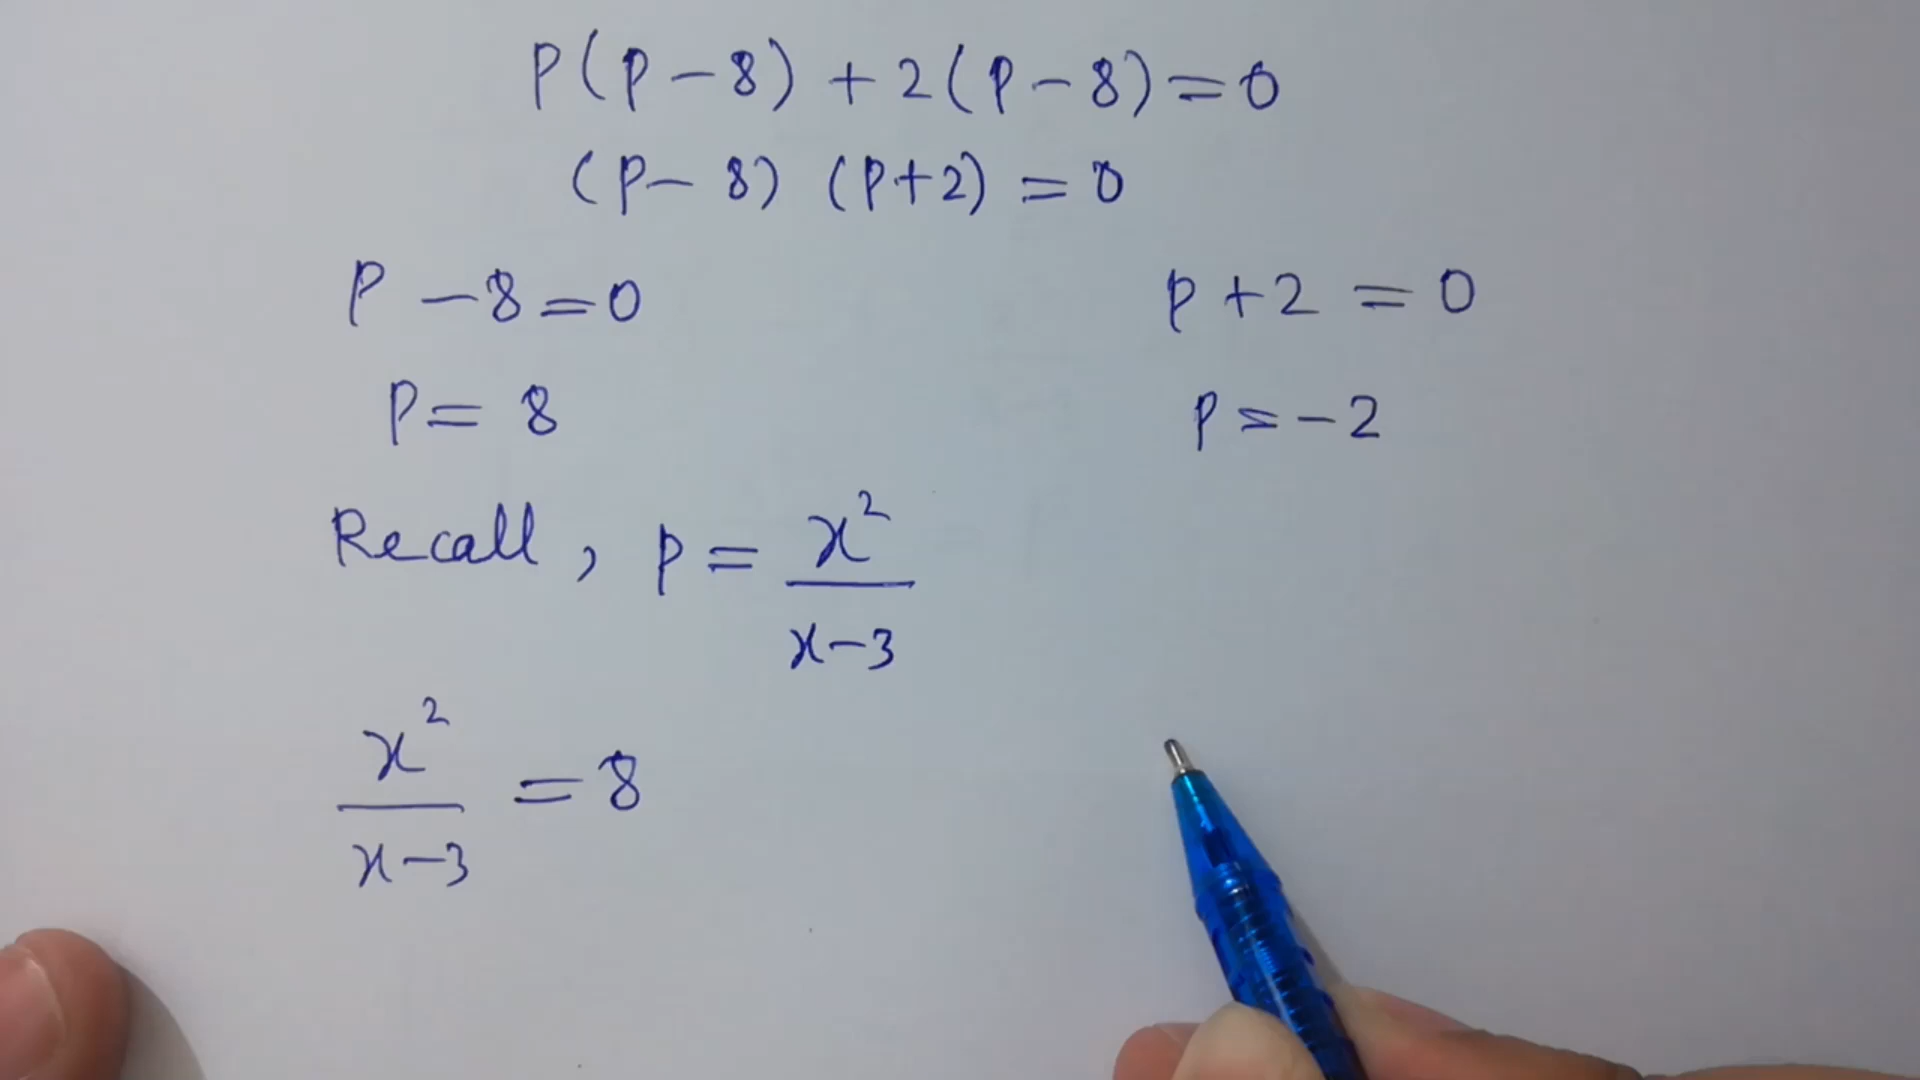 P(P-8)+2(P-8)=0
(P-8) (P+2)=0
P-8=0
P+2=0
P=8
P=-2
Recall, P= x²/x-3
x²/x-3 =8